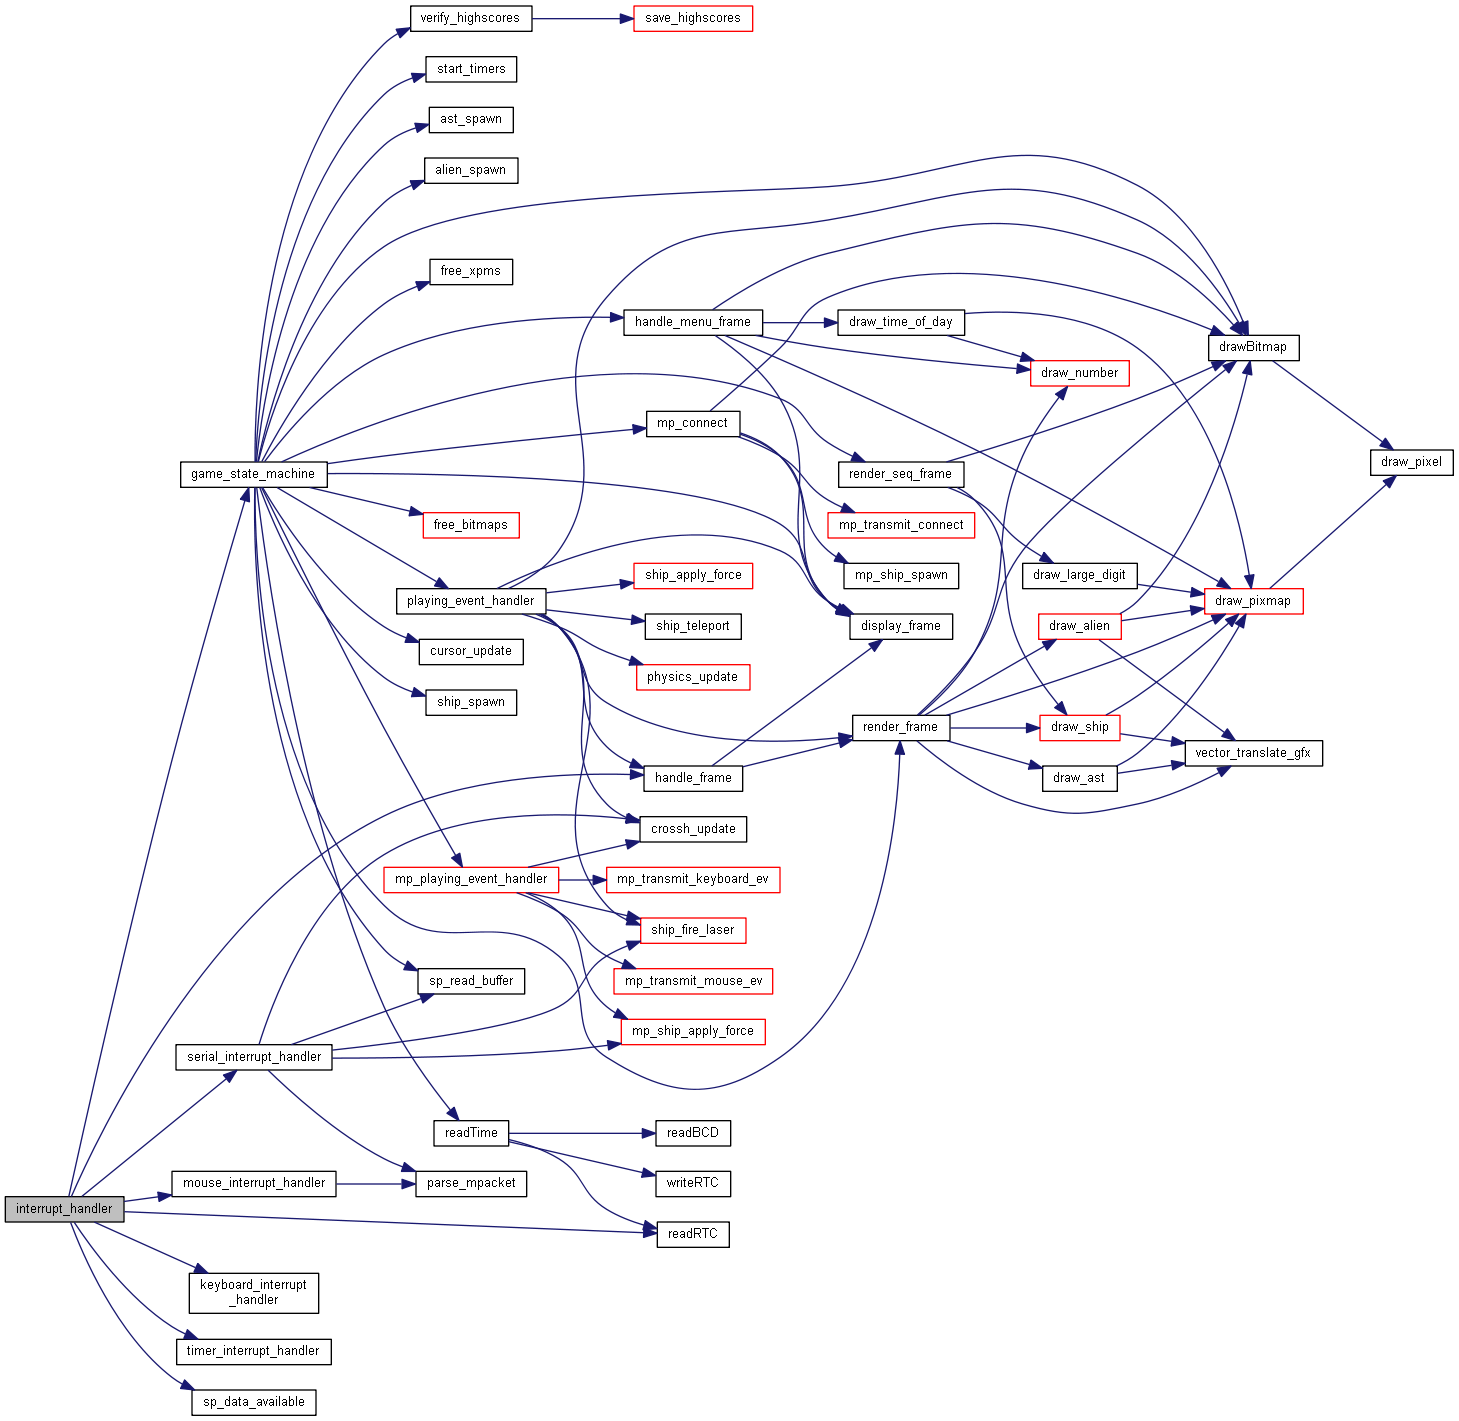 verify_highscores
save_highscores
start_timers
ast_spawn
alien_spawn
free_xpms
handle_menu_frame
draw_time_of_day
drawBitmap
draw_number
mp_connect
draw_pixel
game_state_machine
render_seq_frame
free_bitmaps
mp_transmit_connect
ship_apply_force
mp_ship_spawn
draw_large_digit
playing_event_handler
draw_pixmap
ship_teleport
display_frame
draw_alien
cursor_update
physics_update
ship_spawn
render_frame
draw_ship
vector_translate_gfx
handle_frame
draw_ast
crossh_update
mp_playing_event_handler
mp_transmit_keyboard_ev
ship_fire_laser
sp_read_buffer
mp_transmit_mouse_ev
mp_ship_apply_force
serial_interrupt_handler
readTime
readBCD
mouse_interrupt_handler
parse_mpacket
writeRTC
interrupt_handler
readRTC
keyboard_interrupt
_handler
timer_interrupt_handler
sp_data_available